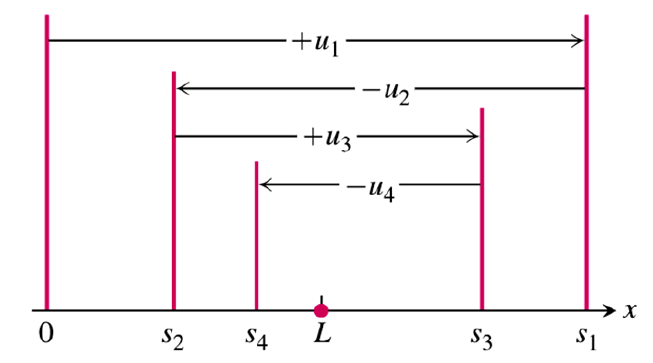 +u₁
−u₂
+u₃
−u₄
0 s₂ s₄ L s₃ s₁ x